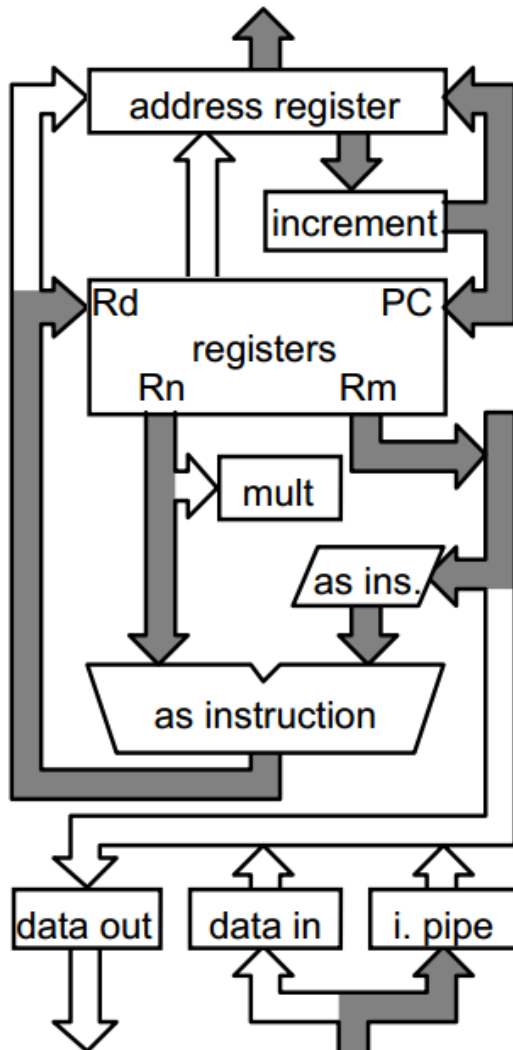 address register
increment
Rd PC
registers
Rn Rm
mult
as ins.
as instruction
data out data in i. pipe